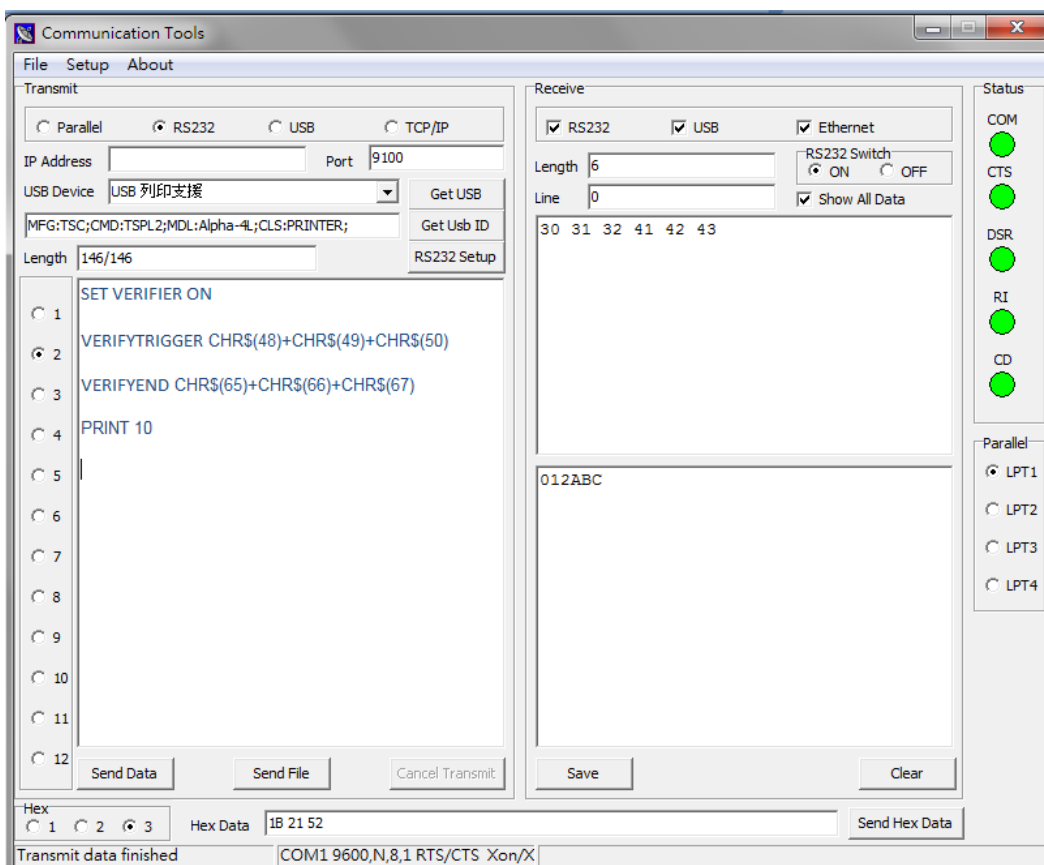 Communication Tools
File Setup About
Transmit
Parallel RS232 USB TCP/IP
IP Address Port 9100
USB Device USB 列印支援 Get USB
MFG:TSC;CMD:TSPL2;MDL:Alpha-4L;CLS:PRINTER; Get Usb ID
Length 146/146 RS232 Setup
1
2
3
4
5
6
7
8
9
10
11
12
SET VERIFIER ON
VERIFYTRIGGER CHR$(48)+CHR$(49)+CHR$(50)
VERIFYEND CHR$(65)+CHR$(66)+CHR$(67)
PRINT 10
Send Data Send File Cancel Transmit
Receive
RS232 USB Ethernet
Length 6
RS232 Switch
ON OFF
Line 0 Show All Data
30 31 32 41 42 43
012ABC
Save Clear
Status
COM
CTS
DSR
RI
CD
Parallel
LPT1
LPT2
LPT3
LPT4
Hex
1 2 3 Hex Data 1B 21 52 Send Hex Data
Transmit data finished COM1 9600,N,8,1 RTS/CTS Xon/X